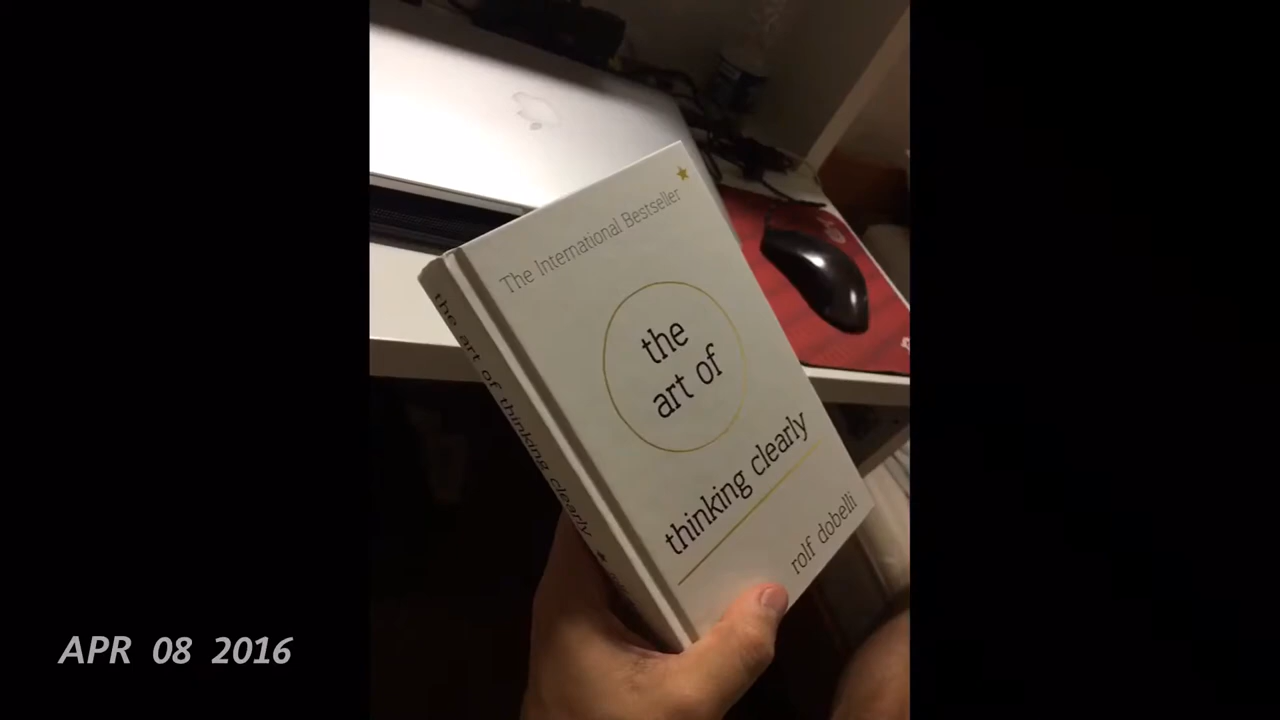 The International Bestseller
the
art of
thinking clearly
rolf dobelli
the art of thinking clearly
APR 08 2016